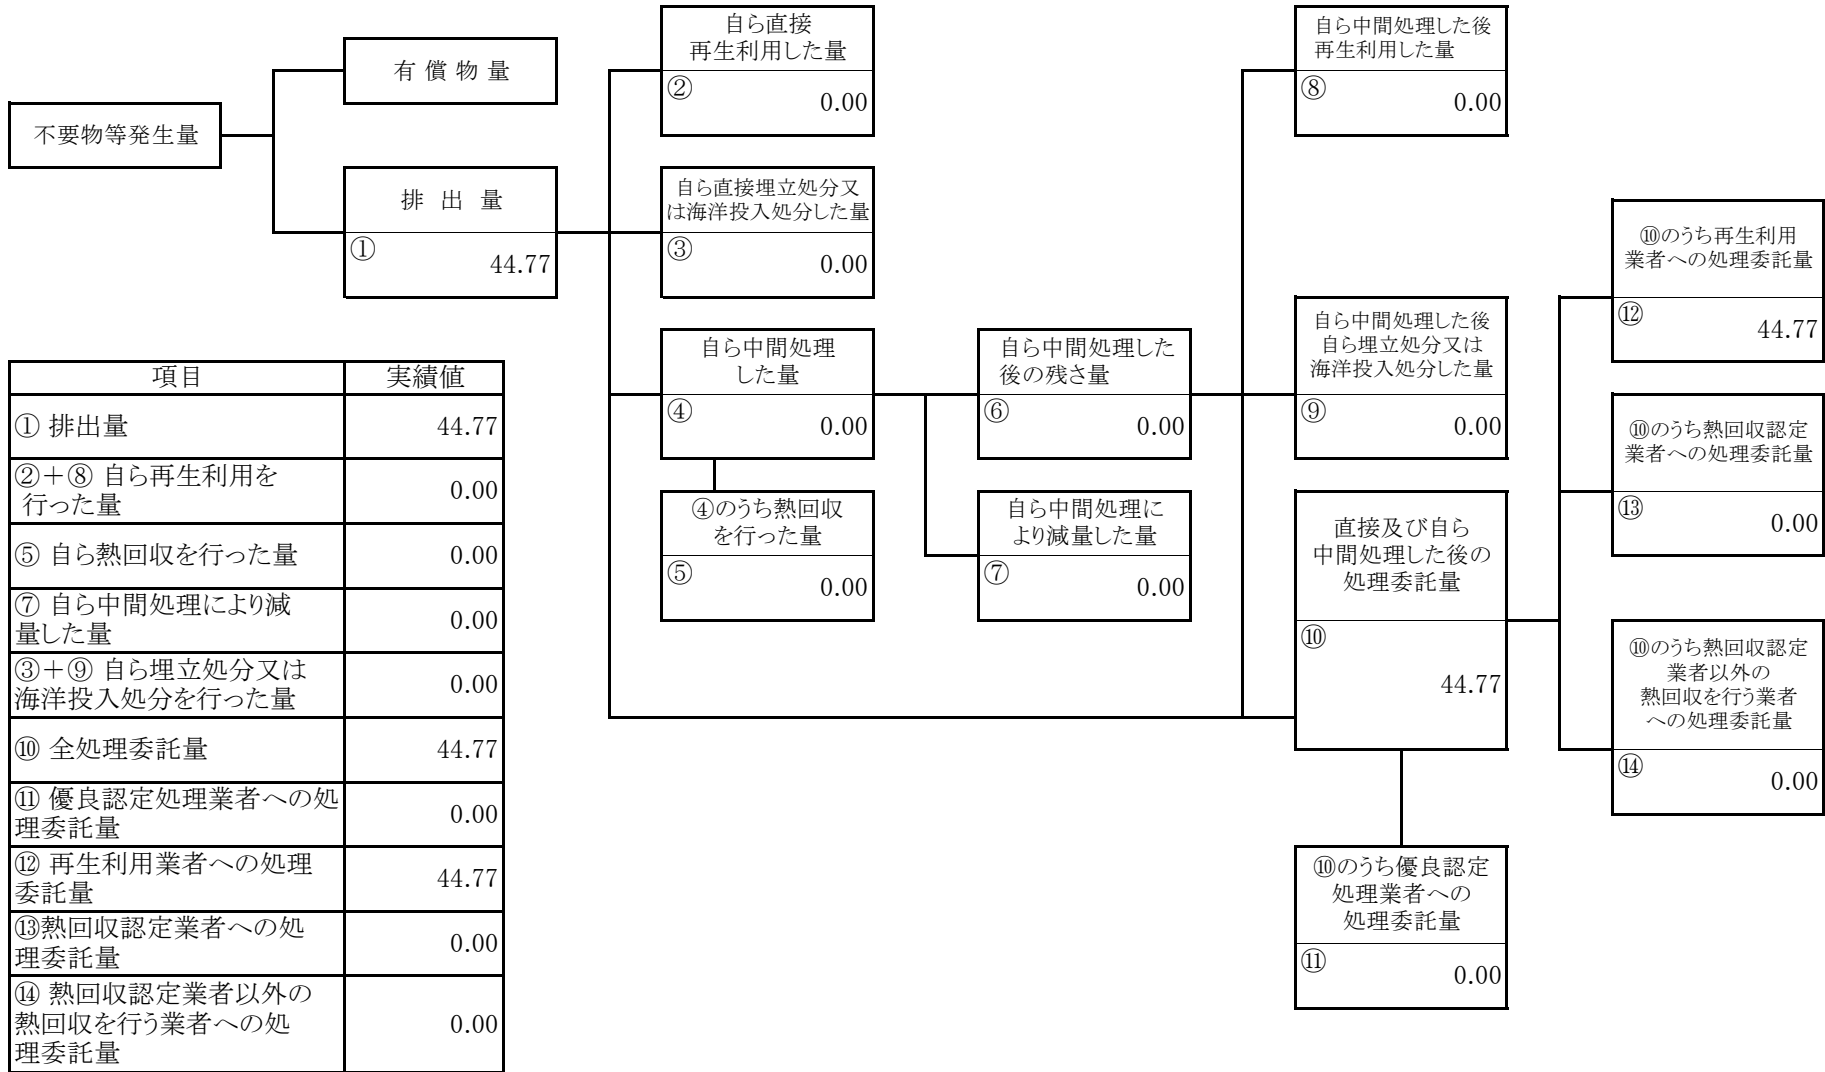 不要物等発生量
有 償 物 量
排 出 量
①
44.77
自ら直接
再生利用した量
②
0.00
自ら直接埋立処分又
は海洋投入処分した量
③
0.00
自ら中間処理
した量
④
0.00
④のうち熱回収
を行った量
⑤
0.00
自ら中間処理した
後の残さ量
⑥
0.00
自ら中間処理に
より減量した量
⑦
0.00
自ら中間処理した後
再生利用した量
⑧
0.00
自ら中間処理した後
自ら埋立処分又は
海洋投入処分した量
⑨
0.00
直接及び自ら
中間処理した後の
処理委託量
⑩
44.77
⑩のうち優良認定
処理業者への
処理委託量
⑪
0.00
⑩のうち再生利用
業者への処理委託量
⑫
44.77
⑩のうち熱回収認定
業者への処理委託量
⑬
0.00
⑩のうち熱回収認定
業者以外の
熱回収を行う業者
への処理委託量
⑭
0.00
項目 実績値
① 排出量 44.77
②＋⑧ 自ら再生利用を
行った量 0.00
⑤ 自ら熱回収を行った量 0.00
⑦ 自ら中間処理により減
量した量 0.00
③＋⑨ 自ら埋立処分又は
海洋投入処分を行った量 0.00
⑩ 全処理委託量 44.77
⑪ 優良認定処理業者への処
理委託量 0.00
⑫ 再生利用業者への処理
委託量 44.77
⑬熱回収認定業者への処
理委託量 0.00
⑭ 熱回収認定業者以外の
熱回収を行う業者への処
理委託量 0.00